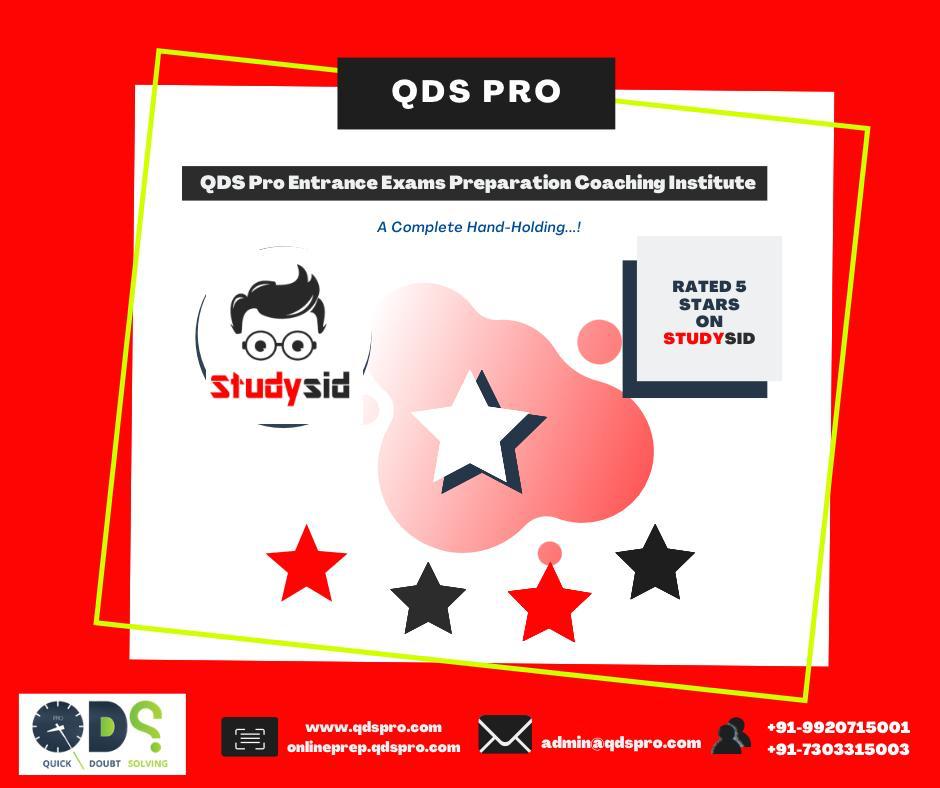 QDS PRO
QDS Pro Entrance Exams Preparation Coaching Institute
A Complete Hand-Holding...!
Studysid
RATED 5
STARS
ON
STUDYSID
PRO
QDS
QUICK DOUBT SOLVING
www.qdspro.com
onlineprep.qdspro.com
admin@qdspro.com
+91-9920715001
+91-7303315003